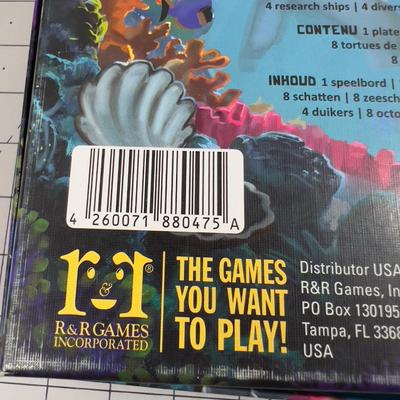 4 research ships | 4 divers
CONTENU 1 plate
8 tortues de
8
INHOUD 1 speelbord |
8 schatten | 8 zeesch
4 duikers | 8 octo
4 260071 880475 A
r&r®
R&R GAMES
INCORPORATED
THE GAMES
YOU WANT
TO PLAY!
Distributor USA
R&R Games, In
PO Box 130195
Tampa, FL 3368
USA